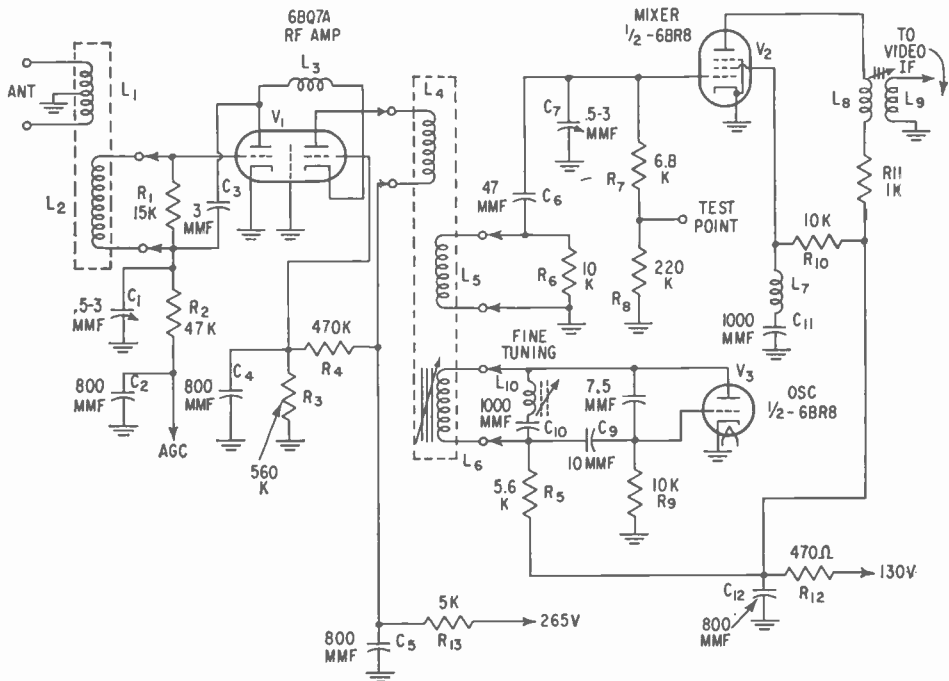 6BQ7A
RF AMP
MIXER
1/2-6BR8
TO
VIDEO
IF
ANT
L1
L2
L3
L4
V1
V2
R1
15K
C3
3
MMF
C7
.5-3
MMF
47
MMF
C6
6.8
K
R7
TEST
POINT
L8
L9
R11
1K
10K
R10
L5
R6
10
K
220
K
R8
L7
1000
MMF
C11
.5-3
MMF
C1
R2
47K
800
MMF
C2
AGC
800
MMF
C4
470K
R4
R3
560
K
FINE
TUNING
L10
1000
MMF
C10
7.5
MMF
C9
10MMF
V3
OSC
1/2-6BR8
L6
5.6
K
R5
10K
R9
470Ω
R12
130V
C12
800
MMF
5K
R13
265V
800
MMF
C5